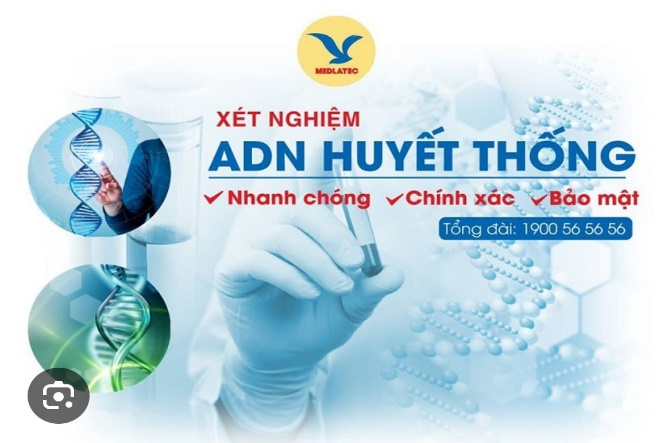 MEDLATEC
XÉT NGHIỆM
ADN HUYẾT THỐNG
Nhanh chóng Chính xác Bảo mật
Tổng đài: 1900 56 56 56